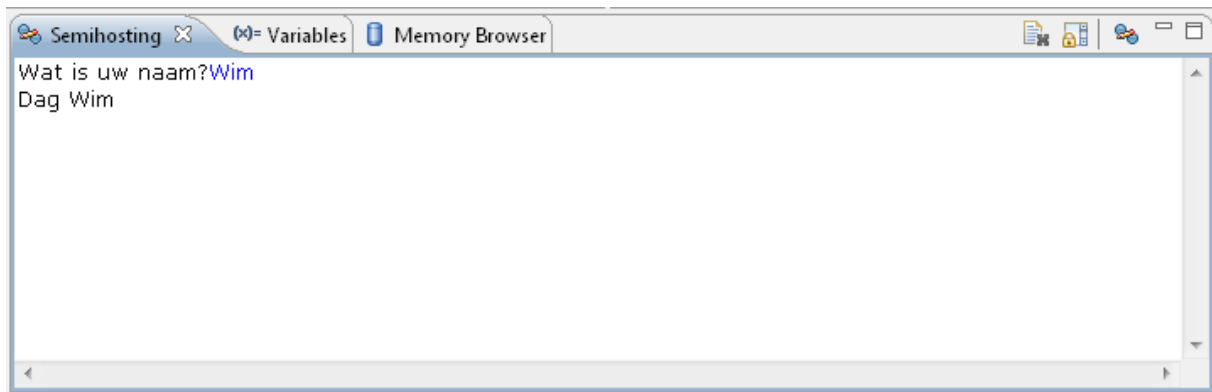 Semihosting (x)= Variables Memory Browser
Wat is uw naam?Wim
Dag Wim